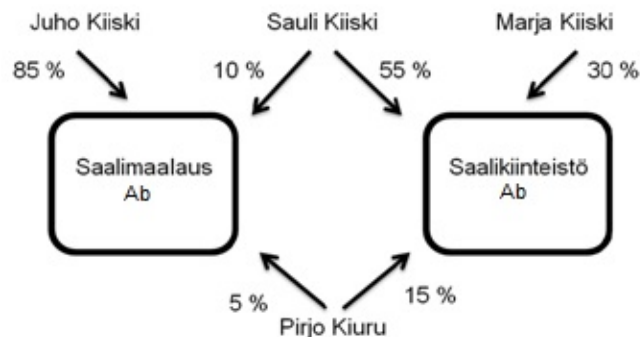 Juho Kiiski
Sauli Kiiski
Marja Kiiski
85 %
10 %
55 %
30 %
Saalimaalaus
Ab
Saalikiinteistö
Ab
5 %
15 %
Pirjo Kiuru